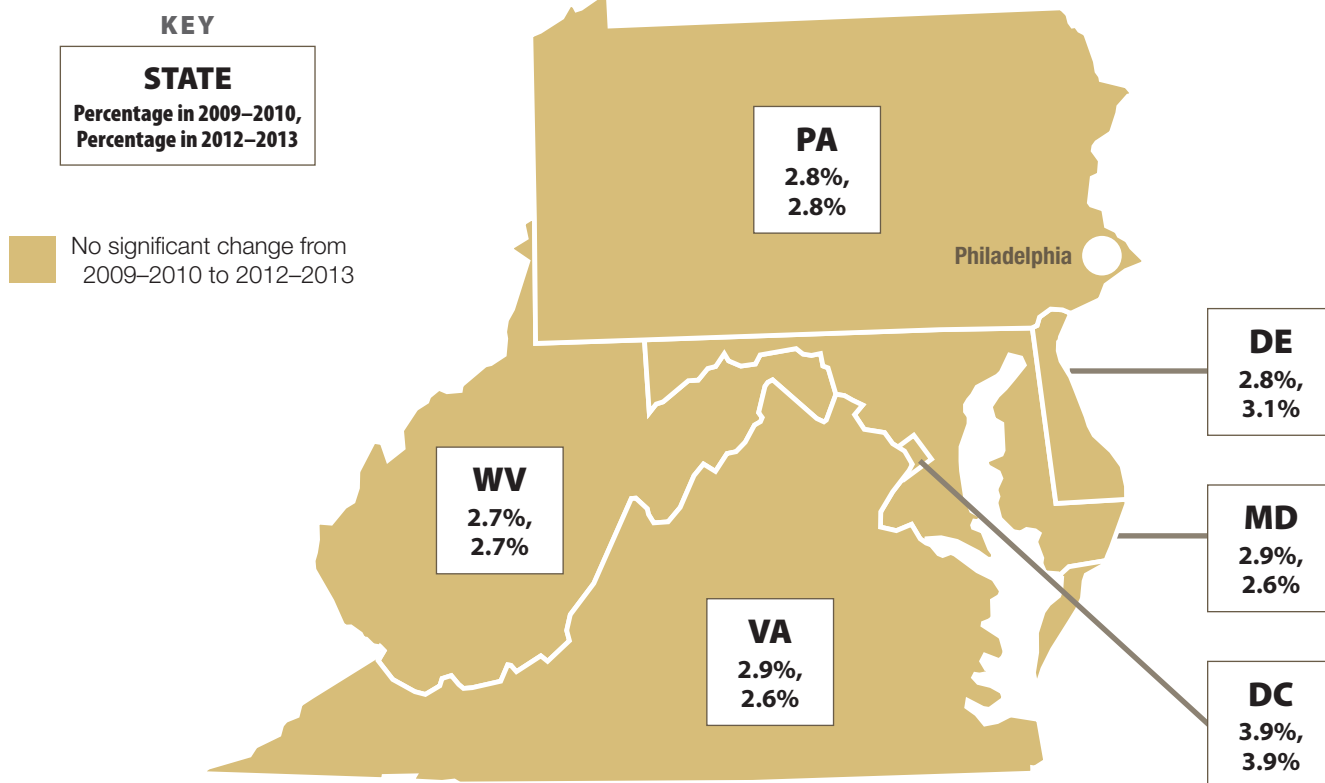 KEY
STATE
Percentage in 2009–2010,
Percentage in 2012–2013
No significant change from
2009–2010 to 2012–2013
PA
2.8%,
2.8%
Philadelphia
DE
2.8%,
3.1%
WV
2.7%,
2.7%
MD
2.9%,
2.6%
VA
2.9%,
2.6%
DC
3.9%,
3.9%